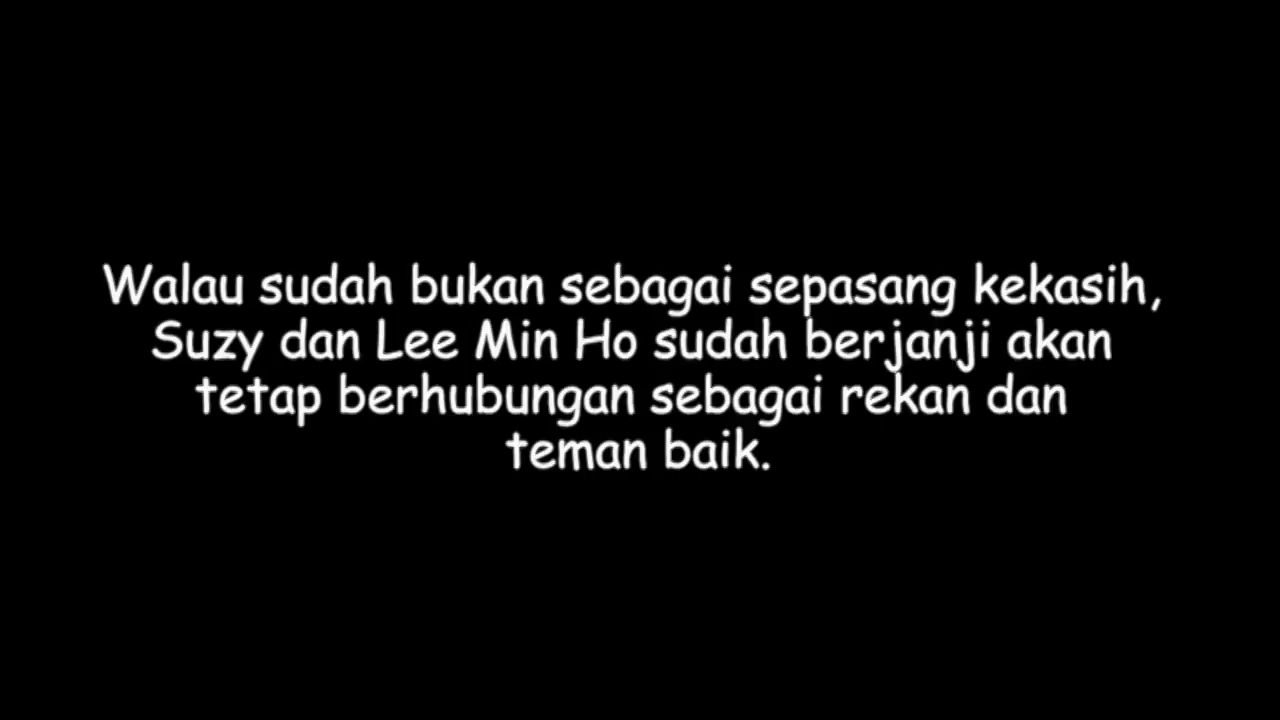 Walau sudah bukan sebagai sepasang kekasih,
Suzy dan Lee Min Ho sudah berjanji akan
tetap berhubungan sebagai rekan dan
teman baik.